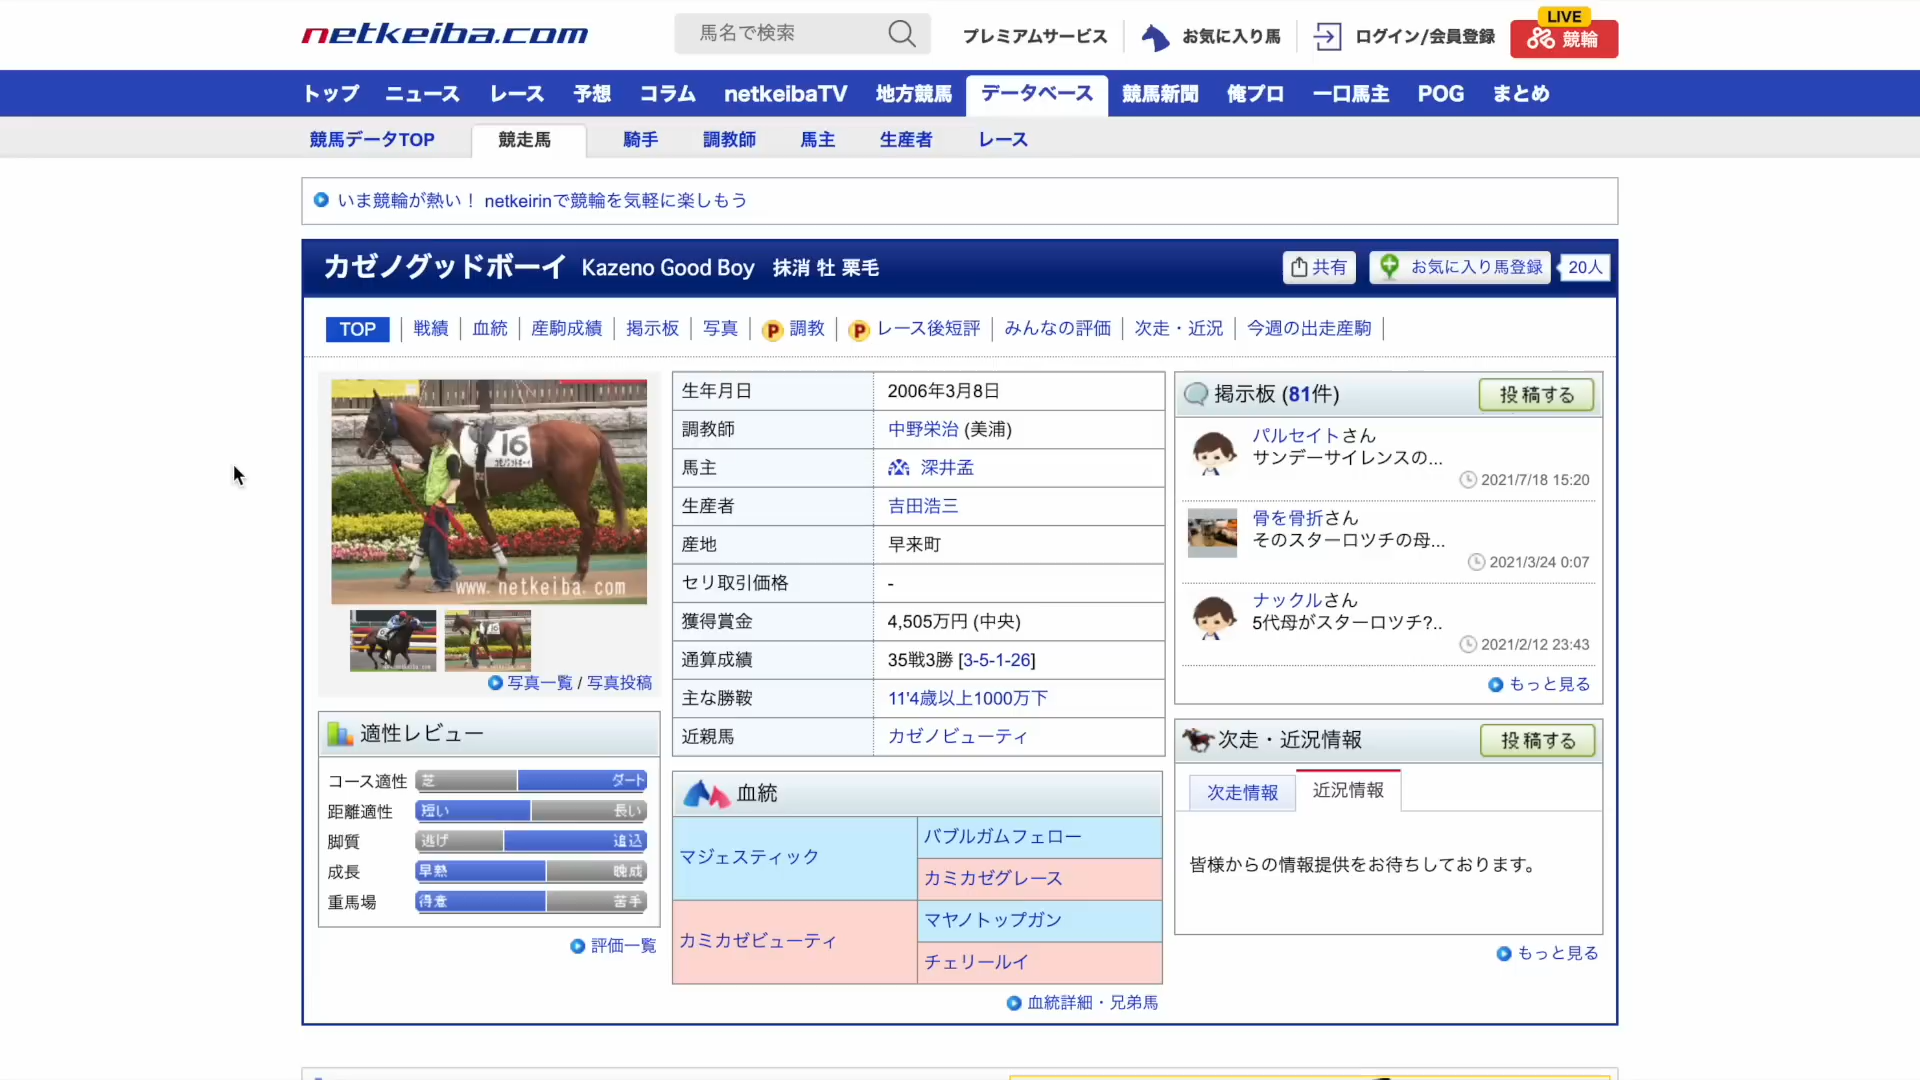 netkeiba.com
馬名で検索
プレミアムサービス
お気に入り馬
ログイン/会員登録
LIVE
競輪
トップ ニュース レース 予想 コラム netkeibaTV 地方競馬 データベース 競馬新聞 俺プロ 一口馬主 POG まとめ
競馬データTOP 競走馬 騎手 調教師 馬主 生産者 レース
いま競輪が熱い！ netkeirinで競輪を気軽に楽しもう
カゼノグッドボーイ Kazeno Good Boy 抹消 牡 栗毛
共有
お気に入り馬登録
20人
TOP 戦績 血統 産駒成績 掲示板 写真 P 調教 P レース後短評 みんなの評価 次走・近況 今週の出走産駒
16
www.netkeiba.com
写真一覧 / 写真投稿
適性レビュー
コース適性 芝 ダート
距離適性 短い 長い
脚質 逃げ 追込
成長 早熟 晩成
重馬場 得意 苦手
評価一覧
生年月日 2006年3月8日
調教師 中野栄治 (美浦)
馬主 深井孟
生産者 吉田浩三
産地 早来町
セリ取引価格 -
獲得賞金 4,505万円 (中央)
通算成績 35戦3勝 [3-5-1-26]
主な勝鞍 11'4歳以上1000万下
近親馬 カゼノビューティ
血統
マジェスティック
バブルガムフェロー
カミカゼグレース
カミカゼビューティ
マヤノトップガン
チェリールイ
血統詳細・兄弟馬
掲示板 (81件)
投稿する
パルセイトさん
サンデーサイレンスの...
2021/7/18 15:20
骨を骨折さん
そのスターロツチの母...
2021/3/24 0:07
ナックルさん
5代母がスターロツチ?..
2021/2/12 23:43
もっと見る
次走・近況情報
投稿する
次走情報 近況情報
皆様からの情報提供をお待ちしております。
もっと見る